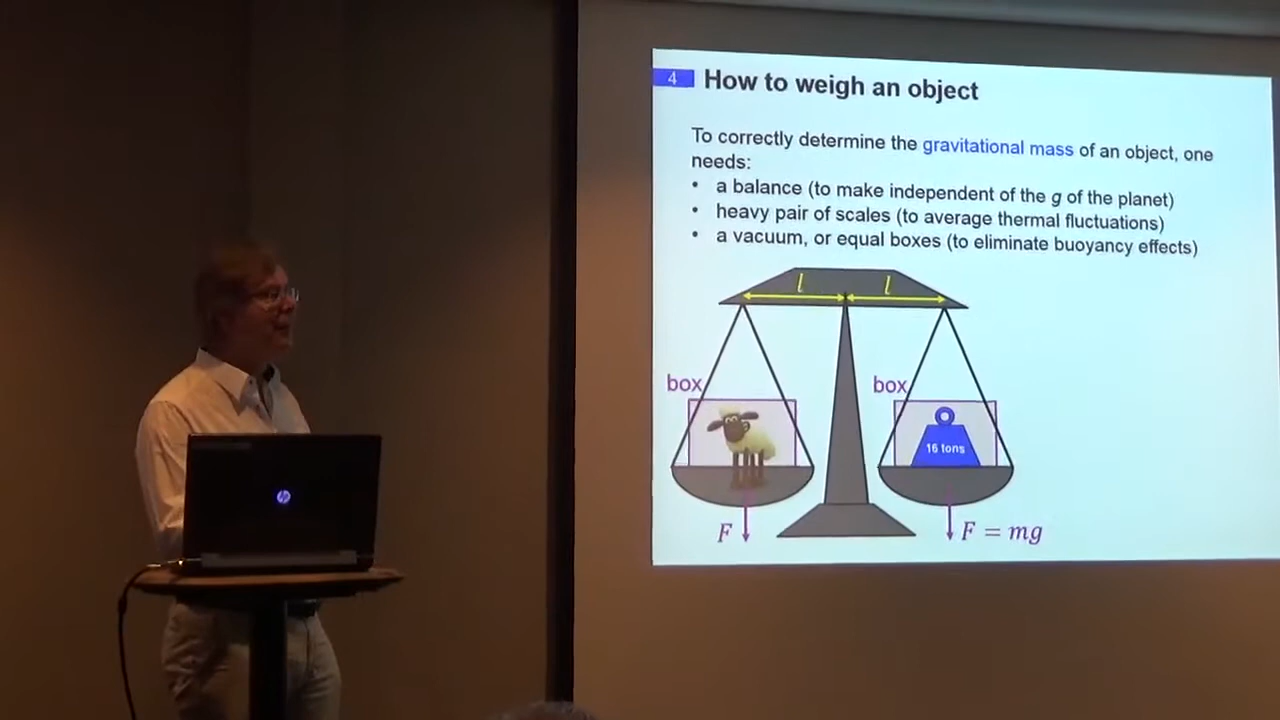 4 How to weigh an object
To correctly determine the gravitational mass of an object, one
needs:
• a balance (to make independent of the g of the planet)
• heavy pair of scales (to average thermal fluctuations)
• a vacuum, or equal boxes (to eliminate buoyancy effects)
l l
box box
16 tons
F F = mg
hp